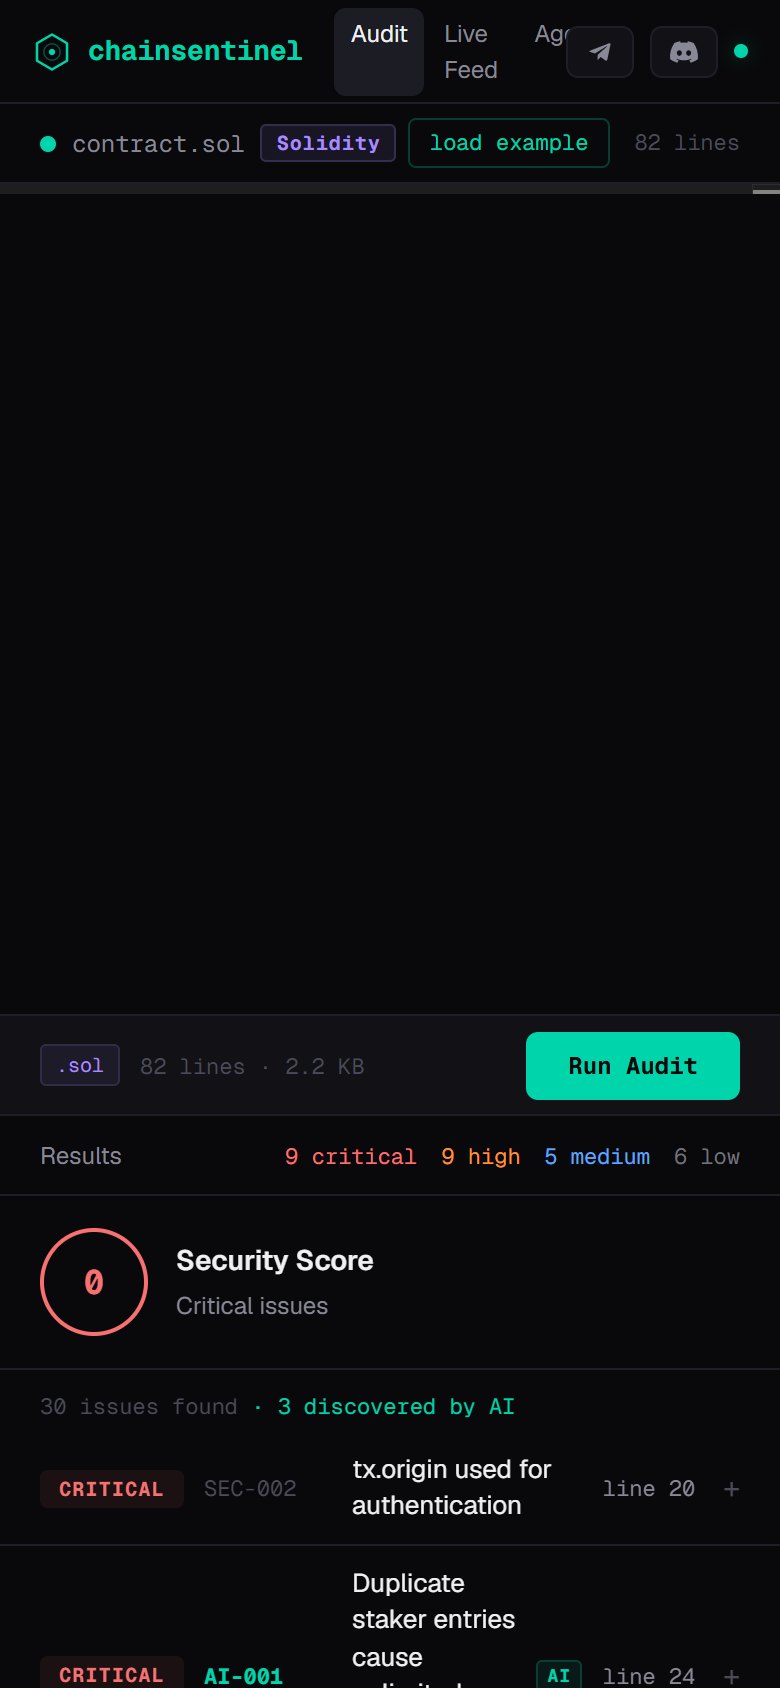 chainsentinel
Audit
Live
Feed
contract.sol Solidity load example 82 lines
.sol 82 lines · 2.2 KB Run Audit
Results 9 critical 9 high 5 medium 6 low
0
Security Score
Critical issues
30 issues found · 3 discovered by AI
CRITICAL SEC-002 tx.origin used for
authentication line 20 +
Duplicate
staker entries
cause
CRITICAL AI-001 AI line 24 +